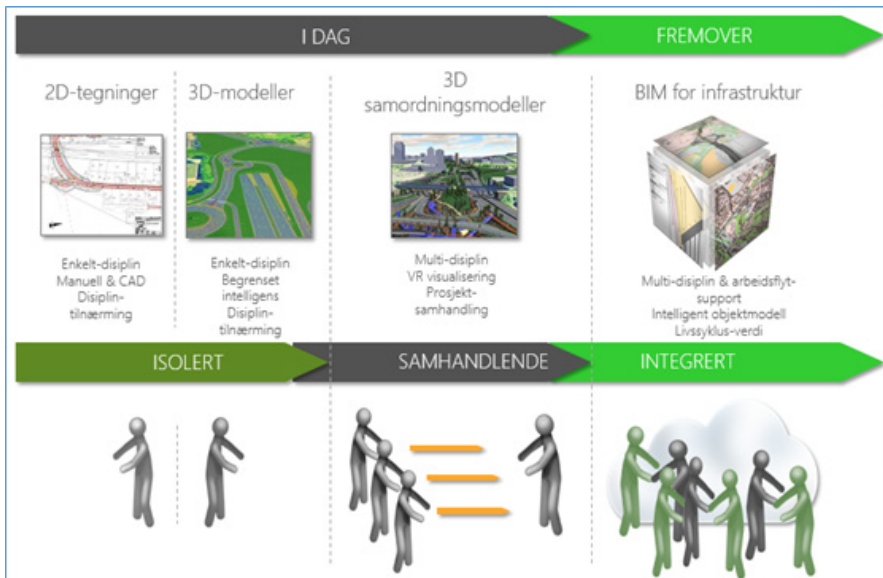 I DAG
FREMOVER
2D-tegninger
3D-modeller
3D
samordningsmodeller
BIM for infrastruktur
Enkelt-disiplin
Manuell & CAD
Disiplin-
tilnærming
Enkelt-disiplin
Begrenset
intelligens
Disiplin-
tilnærming
Multi-disiplin
VR visualisering
Prosjekt-
samhandling
Multi-disiplin & arbeidsflyt-
support
Intelligent objektmodell
Livssyklus-verdi
ISOLERT
SAMHANDLENDE
INTEGRERT